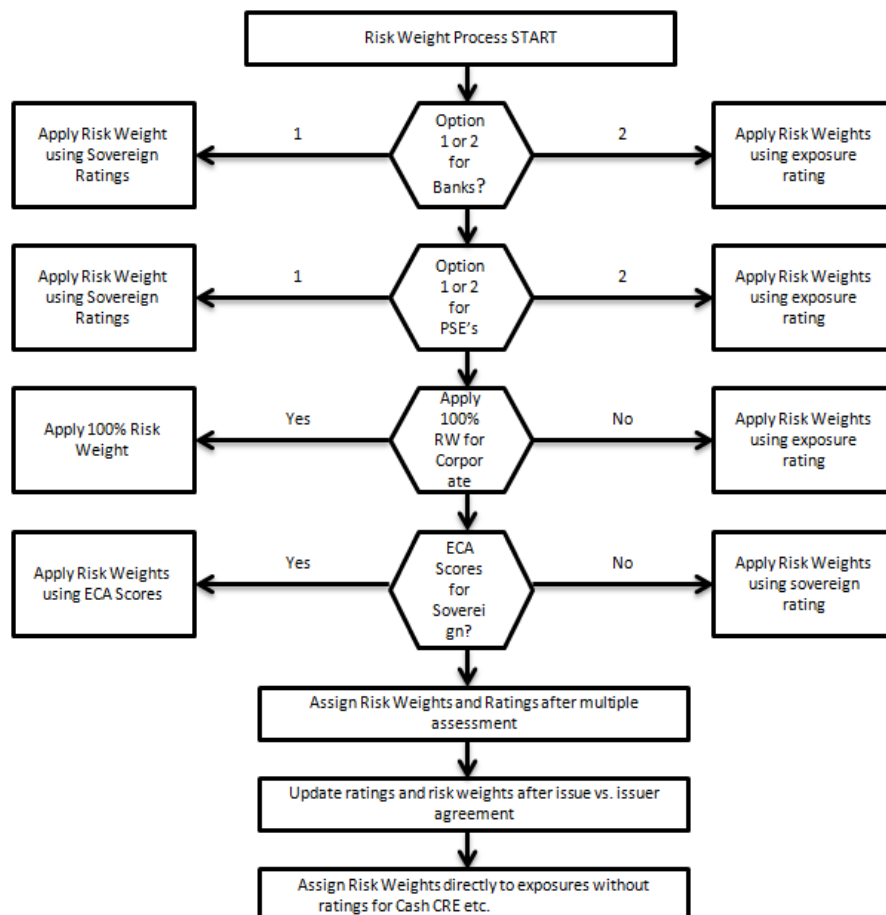 Risk Weight Process START
Apply Risk Weight
using Sovereign
Ratings
1
Option
1 or 2
for
Banks?
2
Apply Risk Weights
using exposure
rating
Apply Risk Weight
using Sovereign
Ratings
1
Option
1 or 2
for
PSE's
2
Apply Risk Weights
using exposure
rating
Apply 100% Risk
Weight
Yes
Apply
100%
RW for
Corpor
ate
No
Apply Risk Weights
using exposure
rating
Apply Risk Weights
using ECA Scores
Yes
ECA
Scores
for
Soverei
gn?
No
Apply Risk Weights
using sovereign
rating
Assign Risk Weights and Ratings after multiple
assessment
Update ratings and risk weights after issue vs. issuer
agreement
Assign Risk Weights directly to exposures without
ratings for Cash CRE etc.